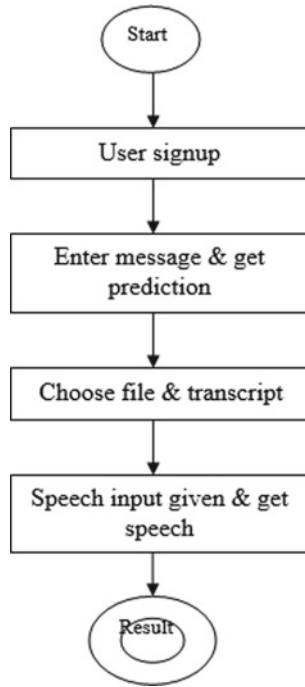 Start
User signup
Enter message & get
prediction
Choose file & transcript
Speech input given & get
speech
Result